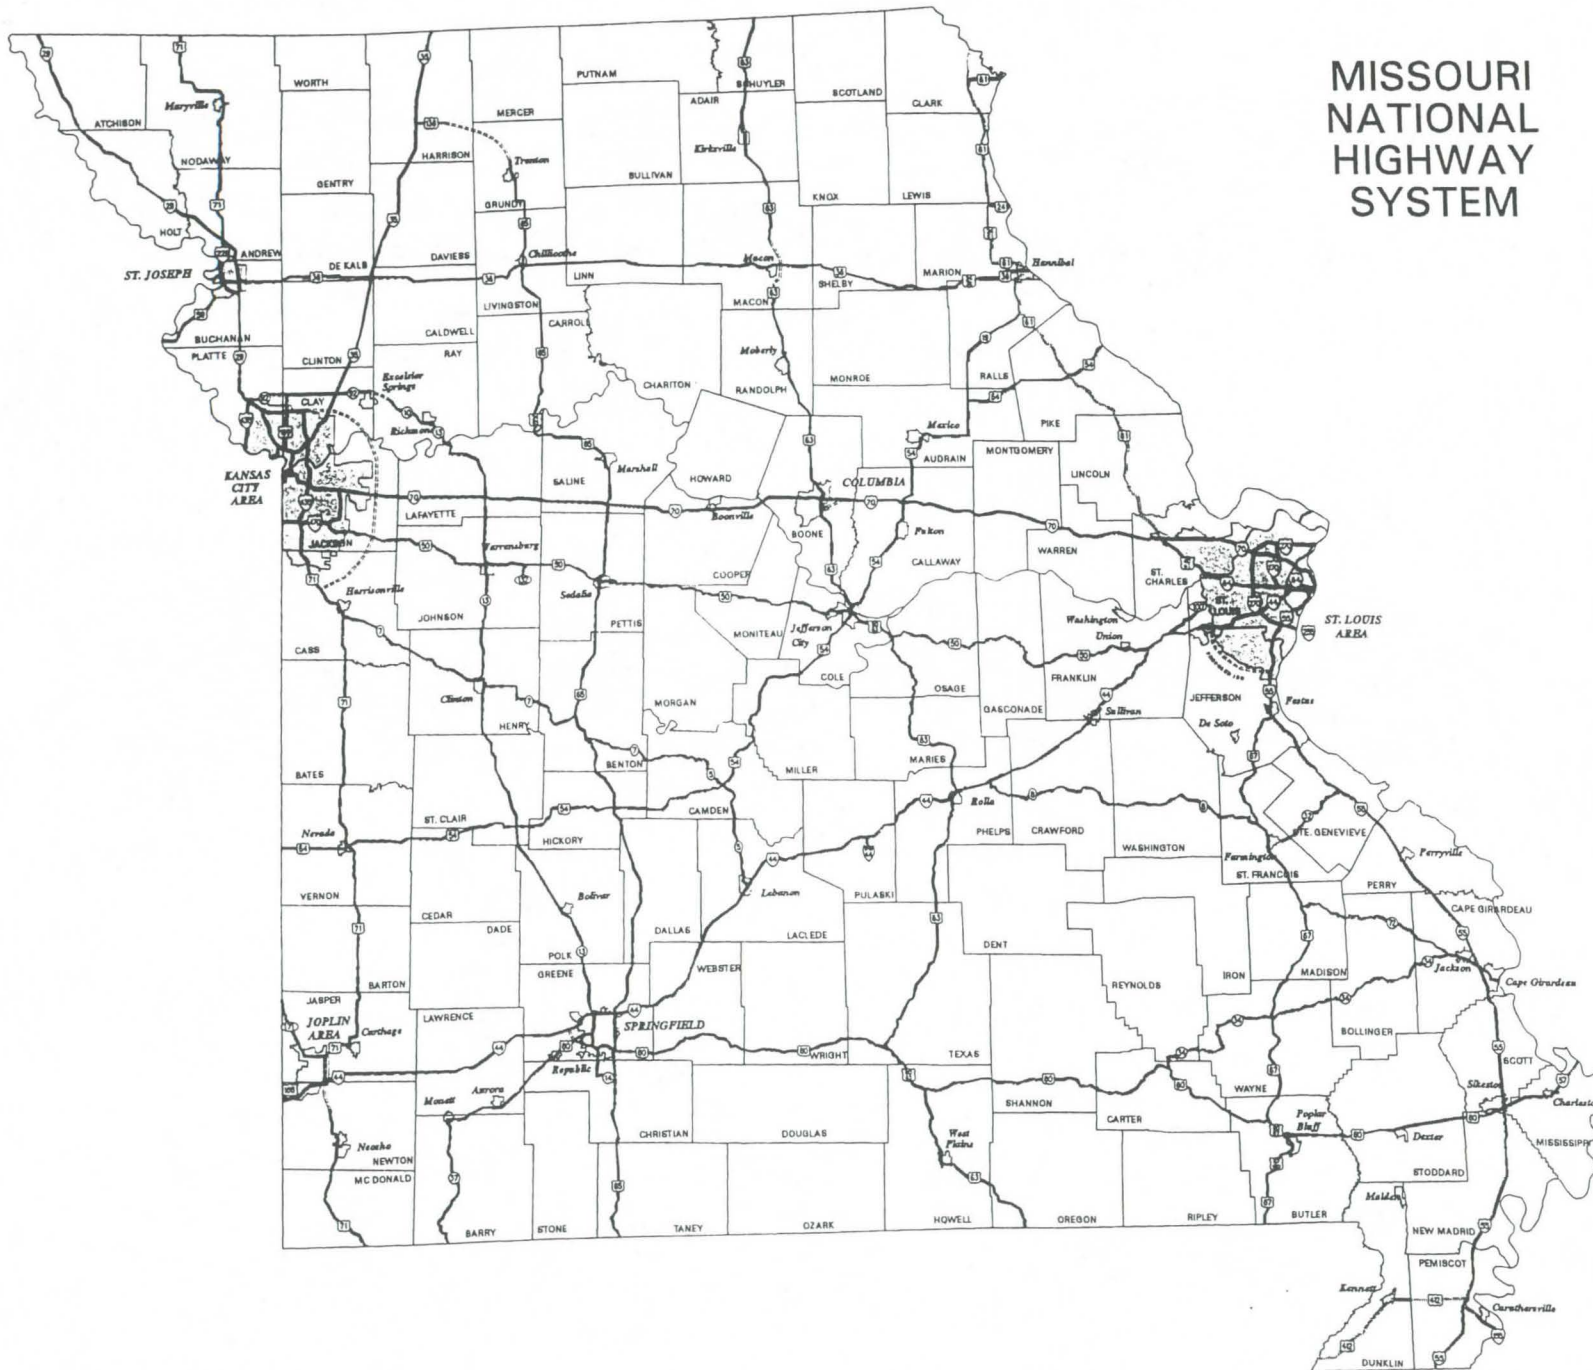 MISSOURI
NATIONAL
HIGHWAY
SYSTEM
WORTH
PUTNAM
SCHUYLER
SCOTLAND
CLARK
ADAIR
MERCER
Maryville
ATCHISON
NODAWAY
HARRISON
Trenton
SULLIVAN
Kirksville
KNOX
LEWIS
GENTRY
GRUNDY
HOLT
ANDREW
DE KALB
DAVIESS
Chillicothe
LINN
Macon
MARION
Hannibal
ST. JOSEPH
SHELBY
LIVINGSTON
MACON
CARROLL
BUCHANAN
PLATTE
CLINTON
CALDWELL
RAY
Moberly
RANDOLPH
MONROE
RALLS
CHARITON
Excelsior
Springs
CLAY
Richmond
Mexico
PIKE
AUDRAIN
MONTGOMERY
LINCOLN
KANSAS
CITY
AREA
Marshall
SALINE
HOWARD
COLUMBIA
LAFAYETTE
Boonville
BOONE
JACKSON
Warrensburg
COOPER
CALLAWAY
WARREN
ST.
CHARLES
Harrisonville
Sedalia
JOHNSON
PETTIS
MONITEAU
Jefferson
City
Washington
Union
ST.
LOUIS
ST. LOUIS
AREA
CASS
COLE
OSAGE
FRANKLIN
GASCONADE
JEFFERSON
Festus
De Soto
Clinton
HENRY
MORGAN
Sullivan
BATES
BENTON
MILLER
MARIES
CAMDEN
Rolla
ST. CLAIR
HICKORY
PHELPS
CRAWFORD
WASHINGTON
STE. GENEVIEVE
Nevada
Farmington
ST. FRANCOIS
Perryville
PERRY
VERNON
Bolivar
Lebanon
PULASKI
CAPE GIRARDEAU
CEDAR
DADE
DALLAS
LACLEDE
DENT
POLK
GREENE
WEBSTER
REYNOLDS
IRON
MADISON
Jackson
Cape Girardeau
BARTON
JASPER
JOPLIN
AREA
Carthage
LAWRENCE
SPRINGFIELD
Republic
WRIGHT
TEXAS
BOLLINGER
SCOTT
Sikeston
Aurora
Monett
SHANNON
WAYNE
CARTER
Poplar
Bluff
Dexter
STODDARD
MISSISSIPPI
Neosho
NEWTON
MC DONALD
CHRISTIAN
DOUGLAS
West
Plains
Malden
BARRY
STONE
TANEY
OZARK
HOWELL
OREGON
RIPLEY
BUTLER
NEW MADRID
PEMISCOT
Kennett
Caruthersville
DUNKLIN